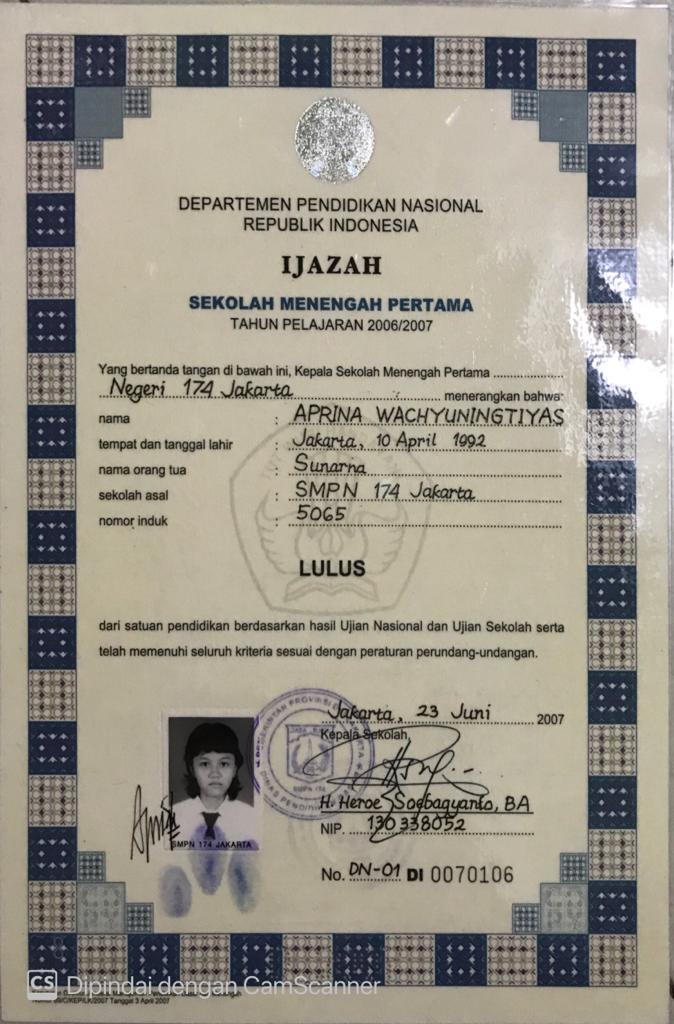 DEPARTEMEN PENDIDIKAN NASIONAL
REPUBLIK INDONESIA
IJAZAH
SEKOLAH MENENGAH PERTAMA
TAHUN PELAJARAN 2006/2007
Yang bertanda tangan di bawah ini, Kepala Sekolah Menengah Pertama
Negeri 174 Jakarta menerangkan bahwa:
nama : APRINA WACHYUNINGTIYAS
tempat dan tanggal lahir : Jakarta, 10 April 1992
nama orang tua : Sunarna
sekolah asal : SMPN 174 Jakarta
nomor induk : 5065
LULUS
dari satuan pendidikan berdasarkan hasil Ujian Nasional dan Ujian Sekolah serta
telah memenuhi seluruh kriteria sesuai dengan peraturan perundang-undangan.
Jakarta, 23 Juni 2007
Kepala Sekolah,
SMPN 174
H. Heroe Soebagyanto, BA
NIP. 130338052
SMPN 174 JAKARTA
No. DN-01 DI 0070106
CS Dipindai dengan CamScanner
Tanggal 3 April 2007